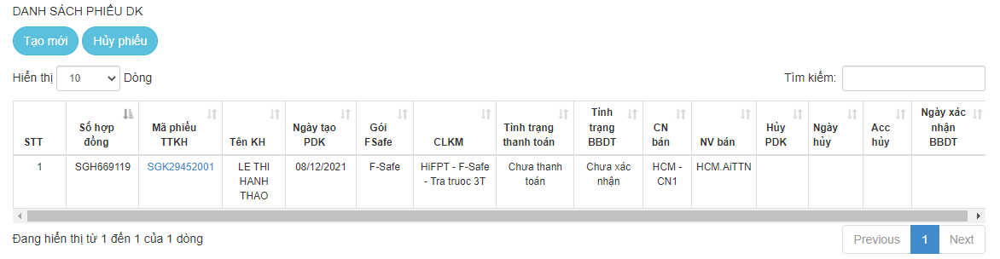 DANH SÁCH PHIẾU DK
Tạo mới Hủy phiếu
Hiển thị 10 Dòng Tìm kiếm:
STT Số hợp đồng Mã phiếu TTKH Tên KH Ngày tạo PDK Gói FSafe CLKM Tình trạng thanh toán Tình trạng BBDT CN bán NV bán Hủy PDK Ngày hủy Acc hủy Ngày xác nhận BBDT
1 SGH669119 SGK29452001 LE THI HANH THAO 08/12/2021 F-Safe HiFPT - F-Safe - Tra truoc 3T Chưa thanh toán Chưa xác nhận HCM - CN1 HCM.AiTTN
Đang hiển thị từ 1 đến 1 của 1 dòng
Previous 1 Next